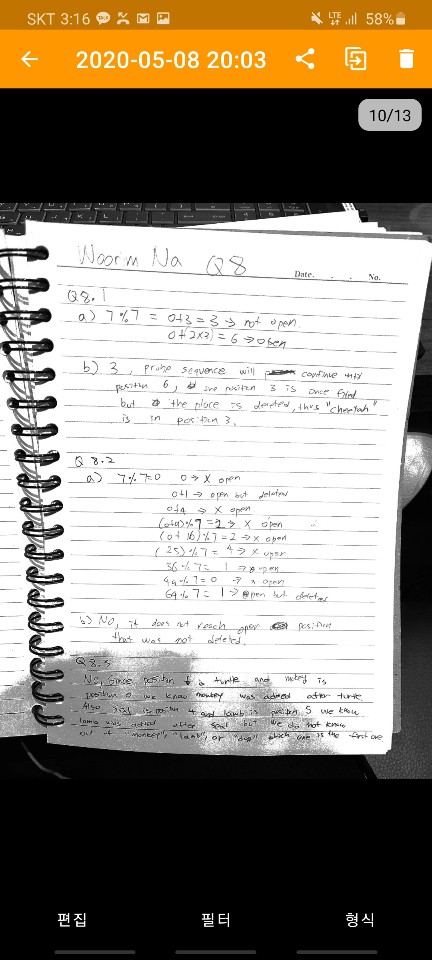 SKT 3:16
LTE 58%
2020-05-08 20:03
10/13
Woorim Na Q8
Date. . . No.
Q8.1
a) 7%7 = 0+3 = 3 → not open.
0+(2×3) = 6 → open
b) 3, probe sequence will continue until
position 6, since position 3 is once filled
but the place is deleted, thus "cheetah"
is in position 3.
Q 8.2
a) 7%7=0 0 → X open
0+1 → open but deleted
0+4 → X open
(0+9)%7 = 2 → X open
(0+16)%7 = 2 → X open
(25)%7 = 4 → X open
36%7 = 1 → open
49%7 = 0 → X open
64%7 = 1 → open but deleted
b) No, it does not reach open position
that was not deleted.
Q 8.3
No, since position 6 is turtle and monkey is
position 0 we know monkey was added after turtle.
Also, seal is position 4 and lamb is position 5 we know
lamb was added after seal but we do not know
out of "monkey", "lamb", or "dog" which one is the first one
편집 필터 형식